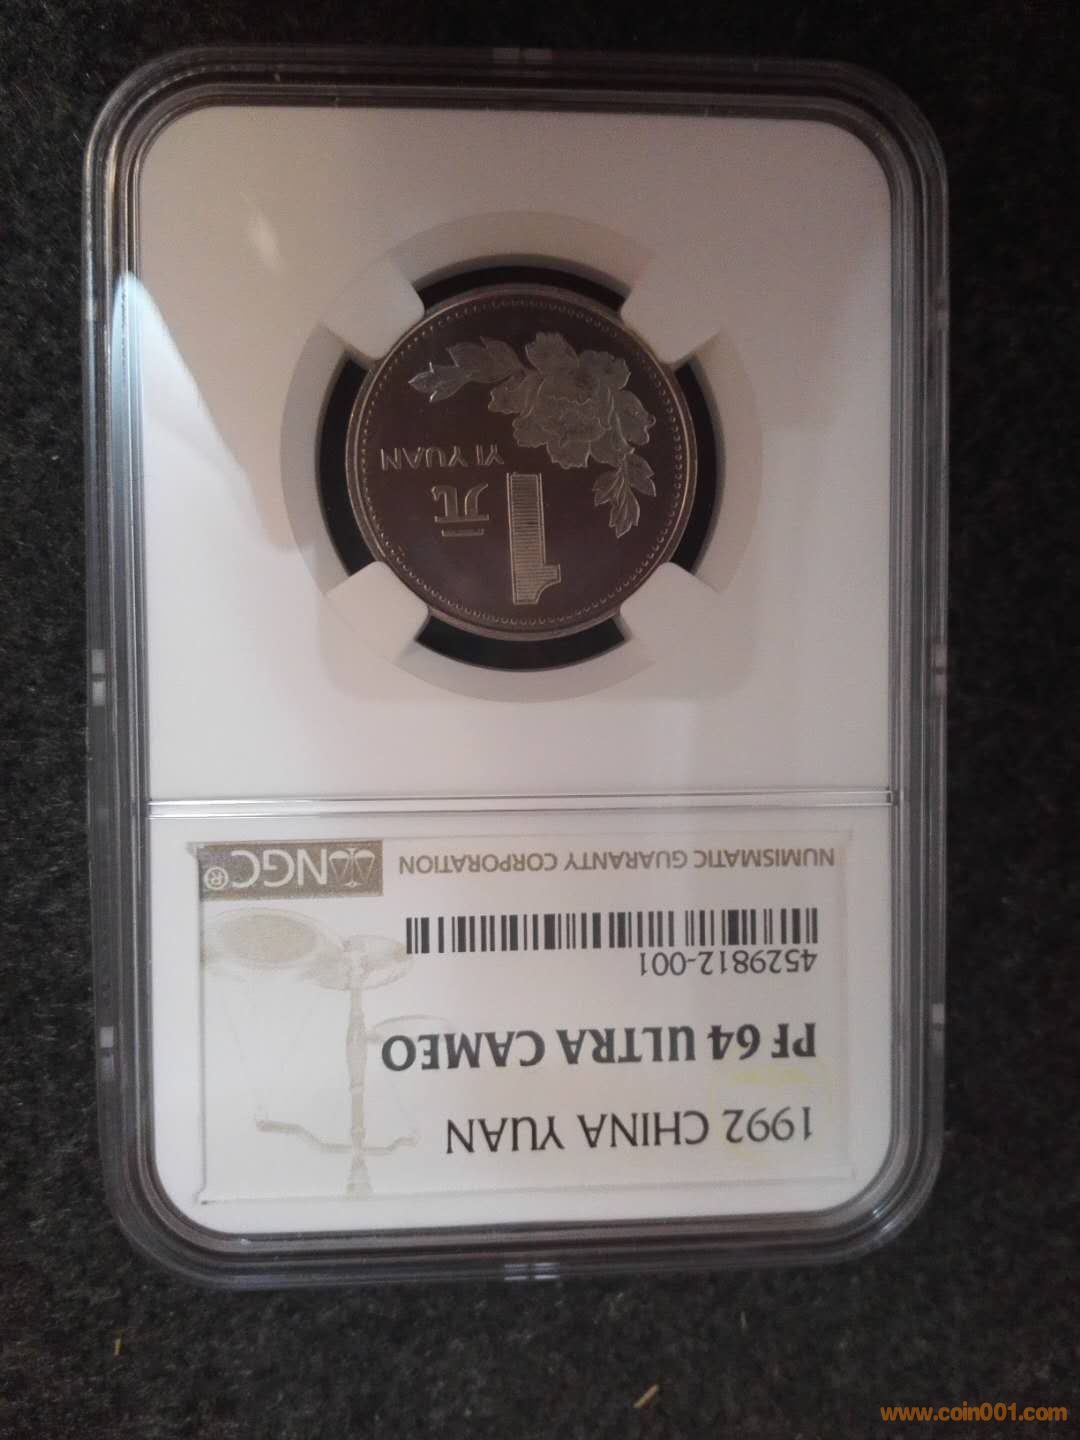 1992 CHINA YUAN
PF 64 ULTRA CAMEO
4529812-001
NUMISMATIC GUARANTY CORPORATION
NGC®
1
元
YI YUAN
www.coin001.com